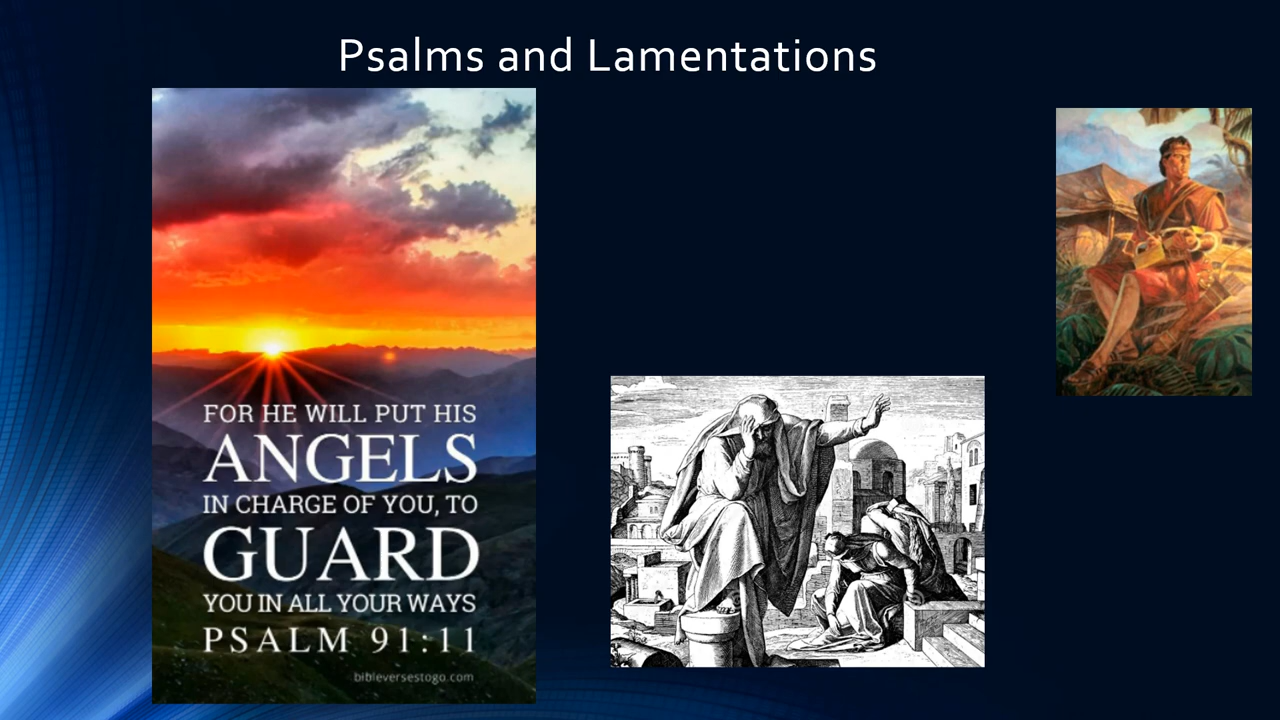 Psalms and Lamentations
FOR HE WILL PUT HIS
ANGELS
IN CHARGE OF YOU, TO
GUARD
YOU IN ALL YOUR WAYS
PSALM 91:11
bibleversestogo.com